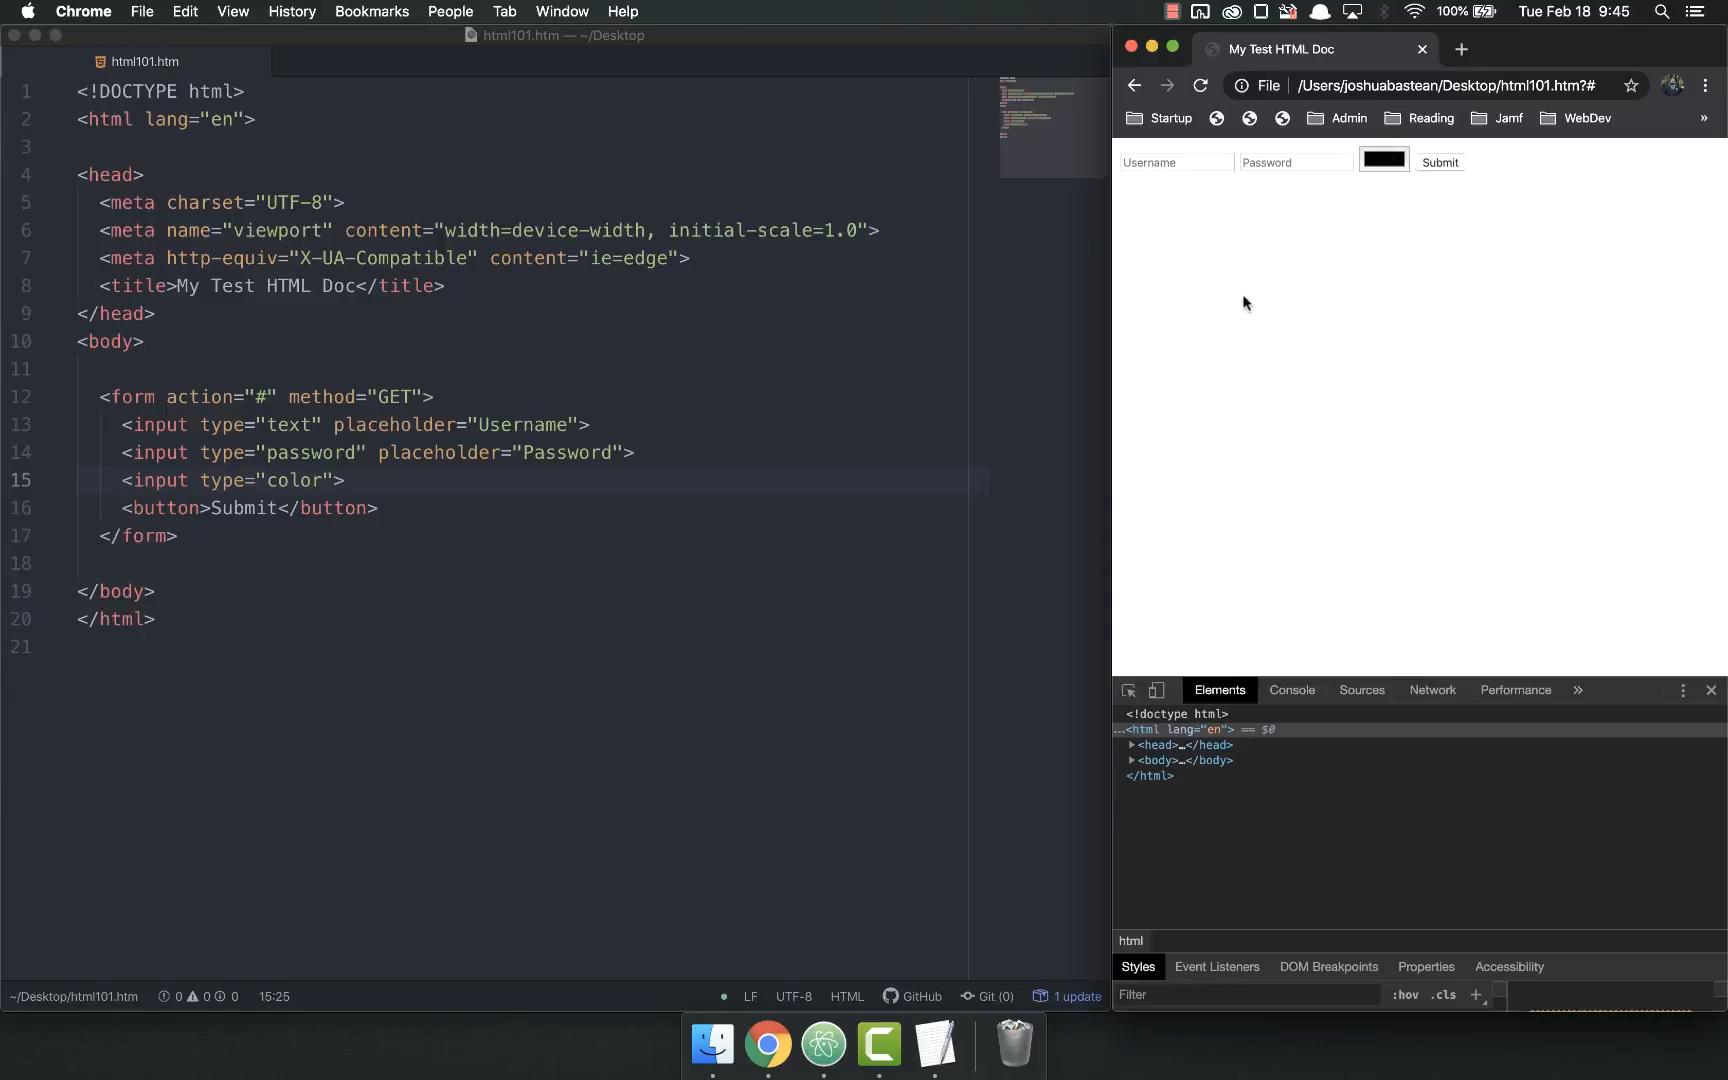 Chrome File Edit View History Bookmarks People Tab Window Help
100% Tue Feb 18 9:45
html101.htm — ~/Desktop
html101.htm
1 <!DOCTYPE html>
2 <html lang="en">
3
4 <head>
5 <meta charset="UTF-8">
6 <meta name="viewport" content="width=device-width, initial-scale=1.0">
7 <meta http-equiv="X-UA-Compatible" content="ie=edge">
8 <title>My Test HTML Doc</title>
9 </head>
10 <body>
11
12 <form action="#" method="GET">
13 <input type="text" placeholder="Username">
14 <input type="password" placeholder="Password">
15 <input type="color">
16 <button>Submit</button>
17 </form>
18
19 </body>
20 </html>
21
~/Desktop/html101.htm 0 0 0 15:25 LF UTF-8 HTML GitHub Git (0) 1 update
My Test HTML Doc
File /Users/joshuabastean/Desktop/html101.htm?#
Startup Admin Reading Jamf WebDev »
Username Password Submit
Elements Console Sources Network Performance »
<!doctype html>
...<html lang="en"> == $0
<head>…</head>
<body>…</body>
</html>
html
Styles Event Listeners DOM Breakpoints Properties Accessibility
Filter :hov .cls +